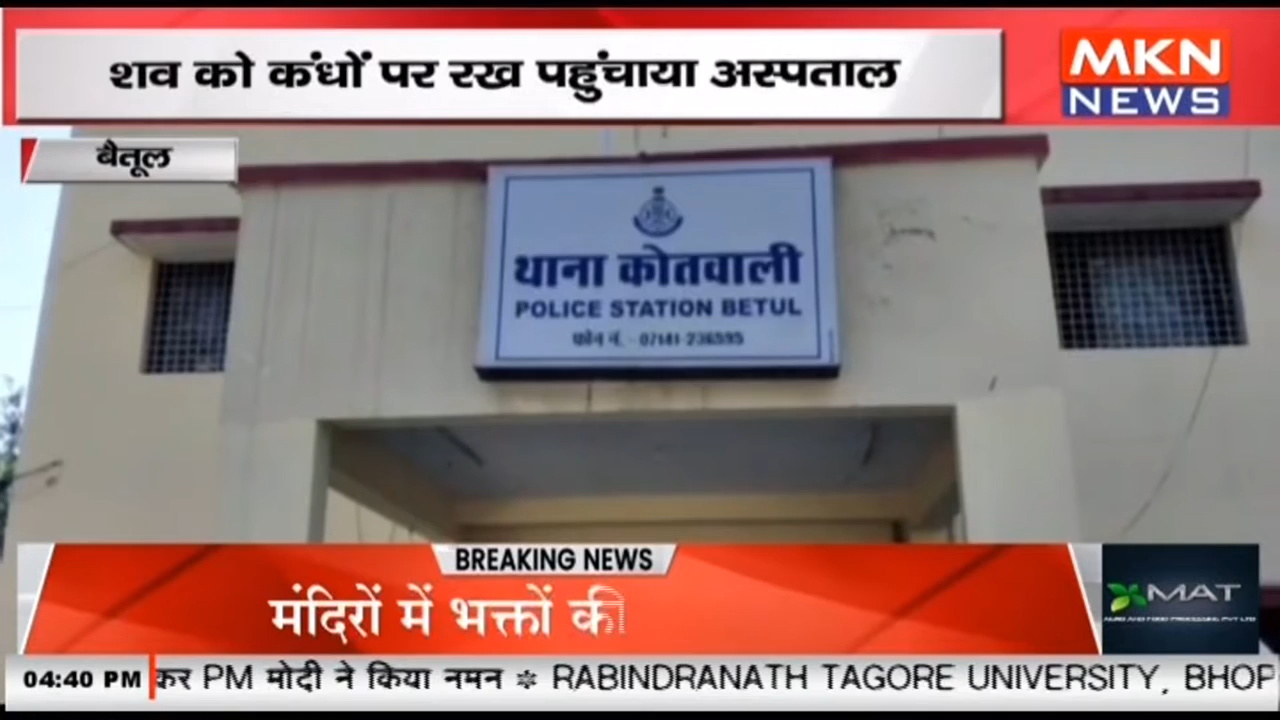 शव को कंधों पर रख पहुंचाया अस्पताल
MKN
NEWS
बैतूल
थाना कोतवाली
POLICE STATION BETUL
फोन नं. - 07141-236595
BREAKING NEWS
मंदिरों में भक्तों की
MAT
04:40 PM
कर PM मोदी ने किया नमन * RABINDRANATH TAGORE UNIVERSITY, BHOP